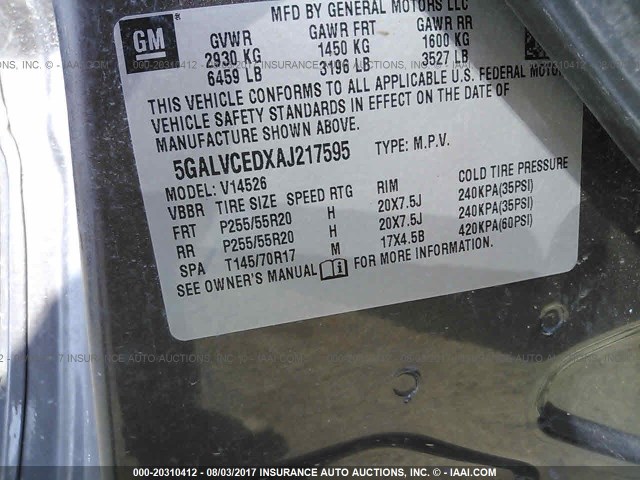 MFD BY GENERAL MOTORS LLC
GM
GVWR GAWR FRT GAWR RR
2930 KG 1450 KG 1600 KG
6459 LB 3196 LB 3527 LB
THIS VEHICLE CONFORMS TO ALL APPLICABLE U.S. FEDERAL MOTOR
VEHICLE SAFETY STANDARDS IN EFFECT ON THE DATE OF
MANUFACTURE SHOWN ABOVE.
5GALVCEDXAJ217595 TYPE: M.P.V.
MODEL: V14526
VBBR TIRE SIZE SPEED RTG RIM COLD TIRE PRESSURE
FRT P255/55R20 H 20X7.5J 240KPA(35PSI)
RR P255/55R20 H 20X7.5J 240KPA(35PSI)
SPA T145/70R17 M 17X4.5B 420KPA(60PSI)
SEE OWNER'S MANUAL FOR MORE INFORMATION.
000-20310412 - 08/03/2017 INSURANCE AUTO AUCTIONS - © - IAAI.COM